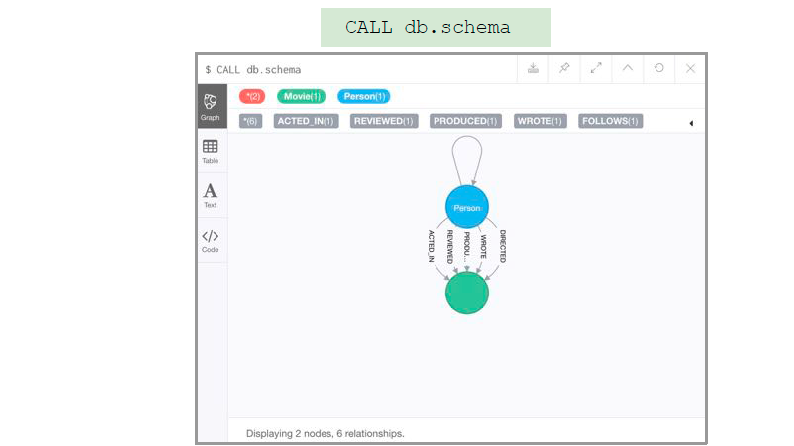 CALL db.schema
$ CALL db.schema
*(2) Movie(1) Person(1)
*(6) ACTED_IN(1) REVIEWED(1) PRODUCED(1) WROTE(1) FOLLOWS(1)
Graph
Table
A
Text
</>
Code
Person
ACTED_IN
REVIEWED
PRODU...
WROTE
DIRECTED
Displaying 2 nodes, 6 relationships.